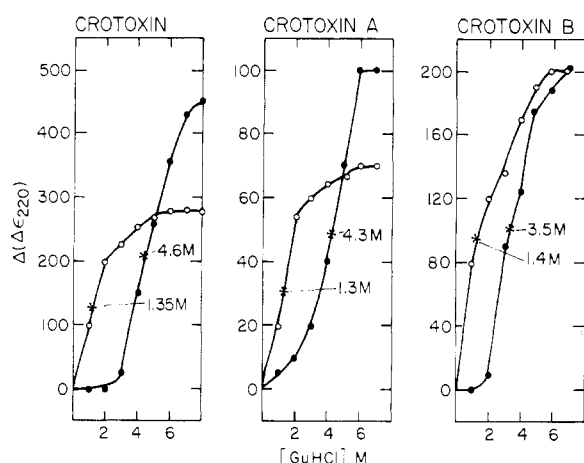 CROTOXIN
CROTOXIN A
CROTOXIN B
Δ(Δε220)
500
400
300
200
100
0
4.6M
1.35M
2 4 6 8
100
80
60
40
20
0
4.3M
1.3M
2 4 6
200
160
120
80
40
0
3.5M
1.4M
2 4 6
[GuHCl] M